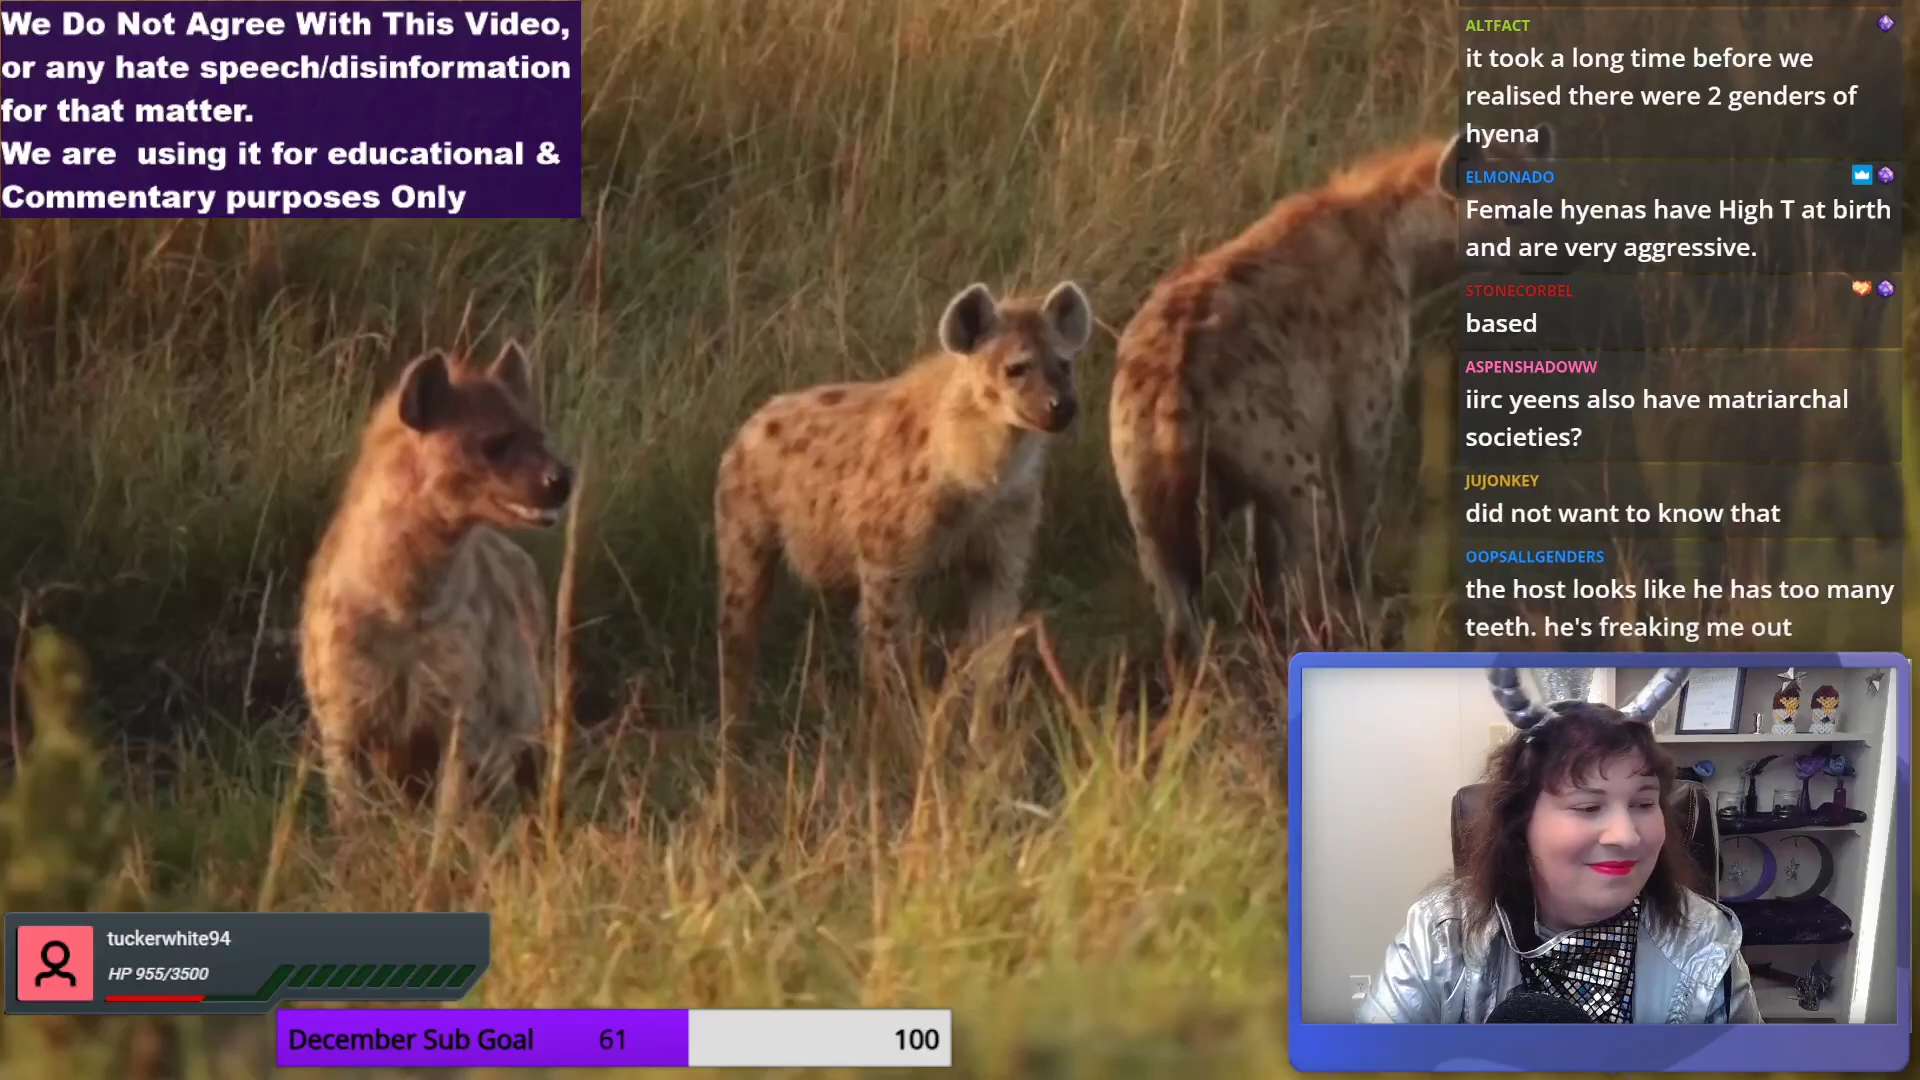 We Do Not Agree With This Video,
or any hate speech/disinformation
for that matter.
We are using it for educational &
Commentary purposes Only
ALTFACT
it took a long time before we
realised there were 2 genders of
hyena
ELMONADO
Female hyenas have High T at birth
and are very aggressive.
STONECORBEL
based
ASPENSHADOWW
iirc yeens also have matriarchal
societies?
JUJONKEY
did not want to know that
OOPSALLGENDERS
the host looks like he has too many
teeth. he's freaking me out
tuckerwhite94
HP 955/3500
December Sub Goal 61 100